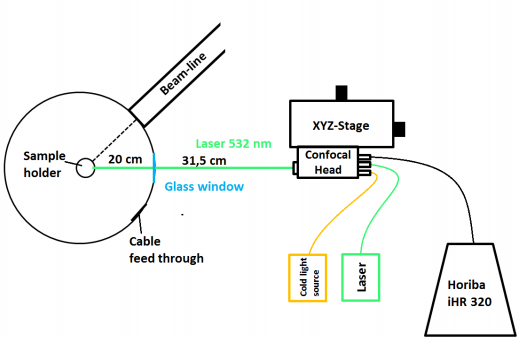 Beam-line
Laser 532 nm
Sample
holder
20 cm
31,5 cm
Glass window
Cable
feed through
XYZ-Stage
Confocal
Head
Cold light
source
Laser
Horiba
iHR 320